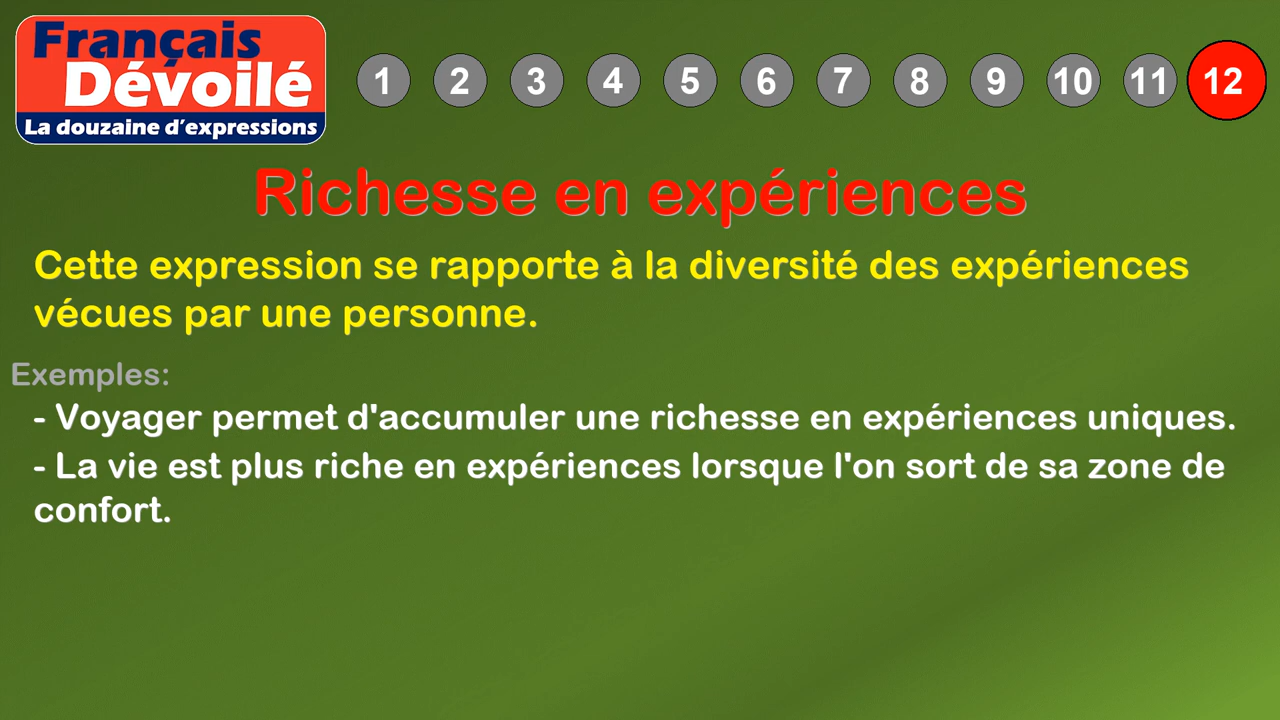 Français
Dévoilé
La douzaine d'expressions
1 2 3 4 5 6 7 8 9 10 11 12
Richesse en expériences
Cette expression se rapporte à la diversité des expériences
vécues par une personne.
Exemples:
- Voyager permet d'accumuler une richesse en expériences uniques.
- La vie est plus riche en expériences lorsque l'on sort de sa zone de
confort.